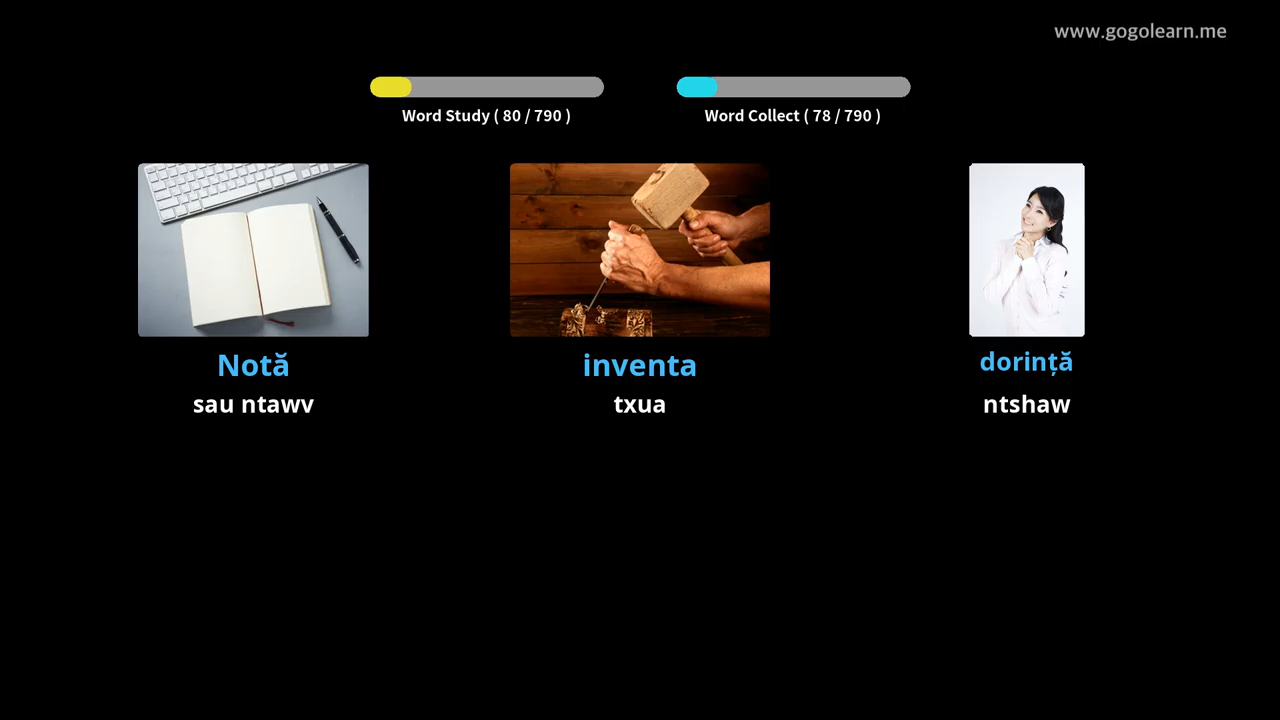 www.gogolearn.me
Word Study ( 80 / 790 )
Word Collect ( 78 / 790 )
Notă
inventa
dorință
sau ntawv
txua
ntshaw